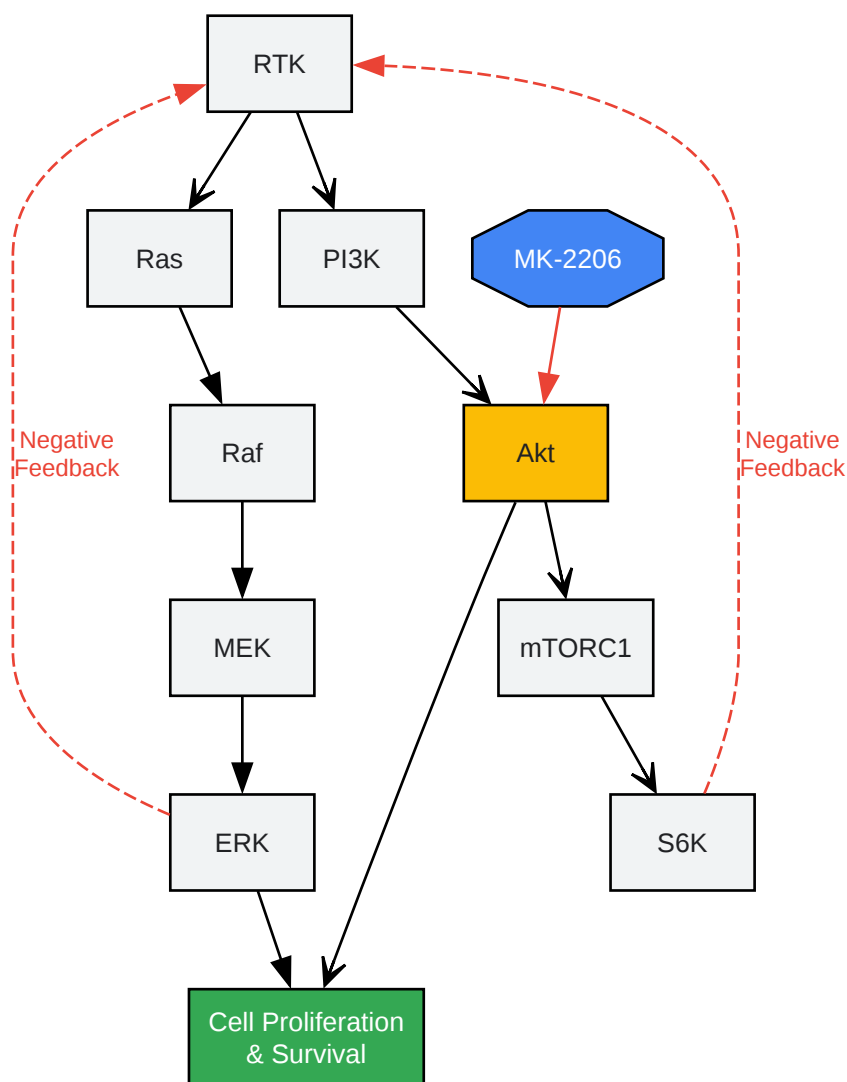 RTK
Ras
PI3K
MK-2206
Negative
Feedback
Raf
Akt
Negative
Feedback
MEK
mTORC1
ERK
S6K
Cell Proliferation
& Survival